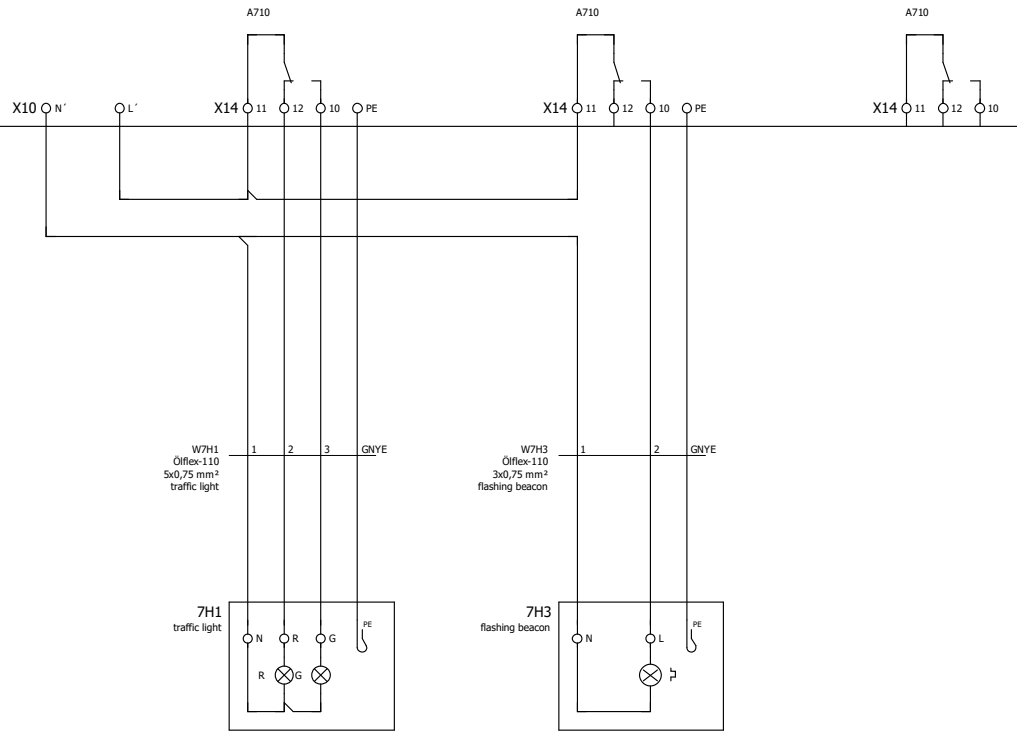 A710 A710 A710
X10 N´ L´ X14 11 12 10 PE X14 11 12 10 PE X14 11 12 10
W7H1 1 2 3 GNYE W7H3 1 2 GNYE
Ölflex-110 Ölflex-110
5x0,75 mm² 3x0,75 mm²
traffic light flashing beacon
7H1 7H3
traffic light PE flashing beacon PE
N R G N L
R G